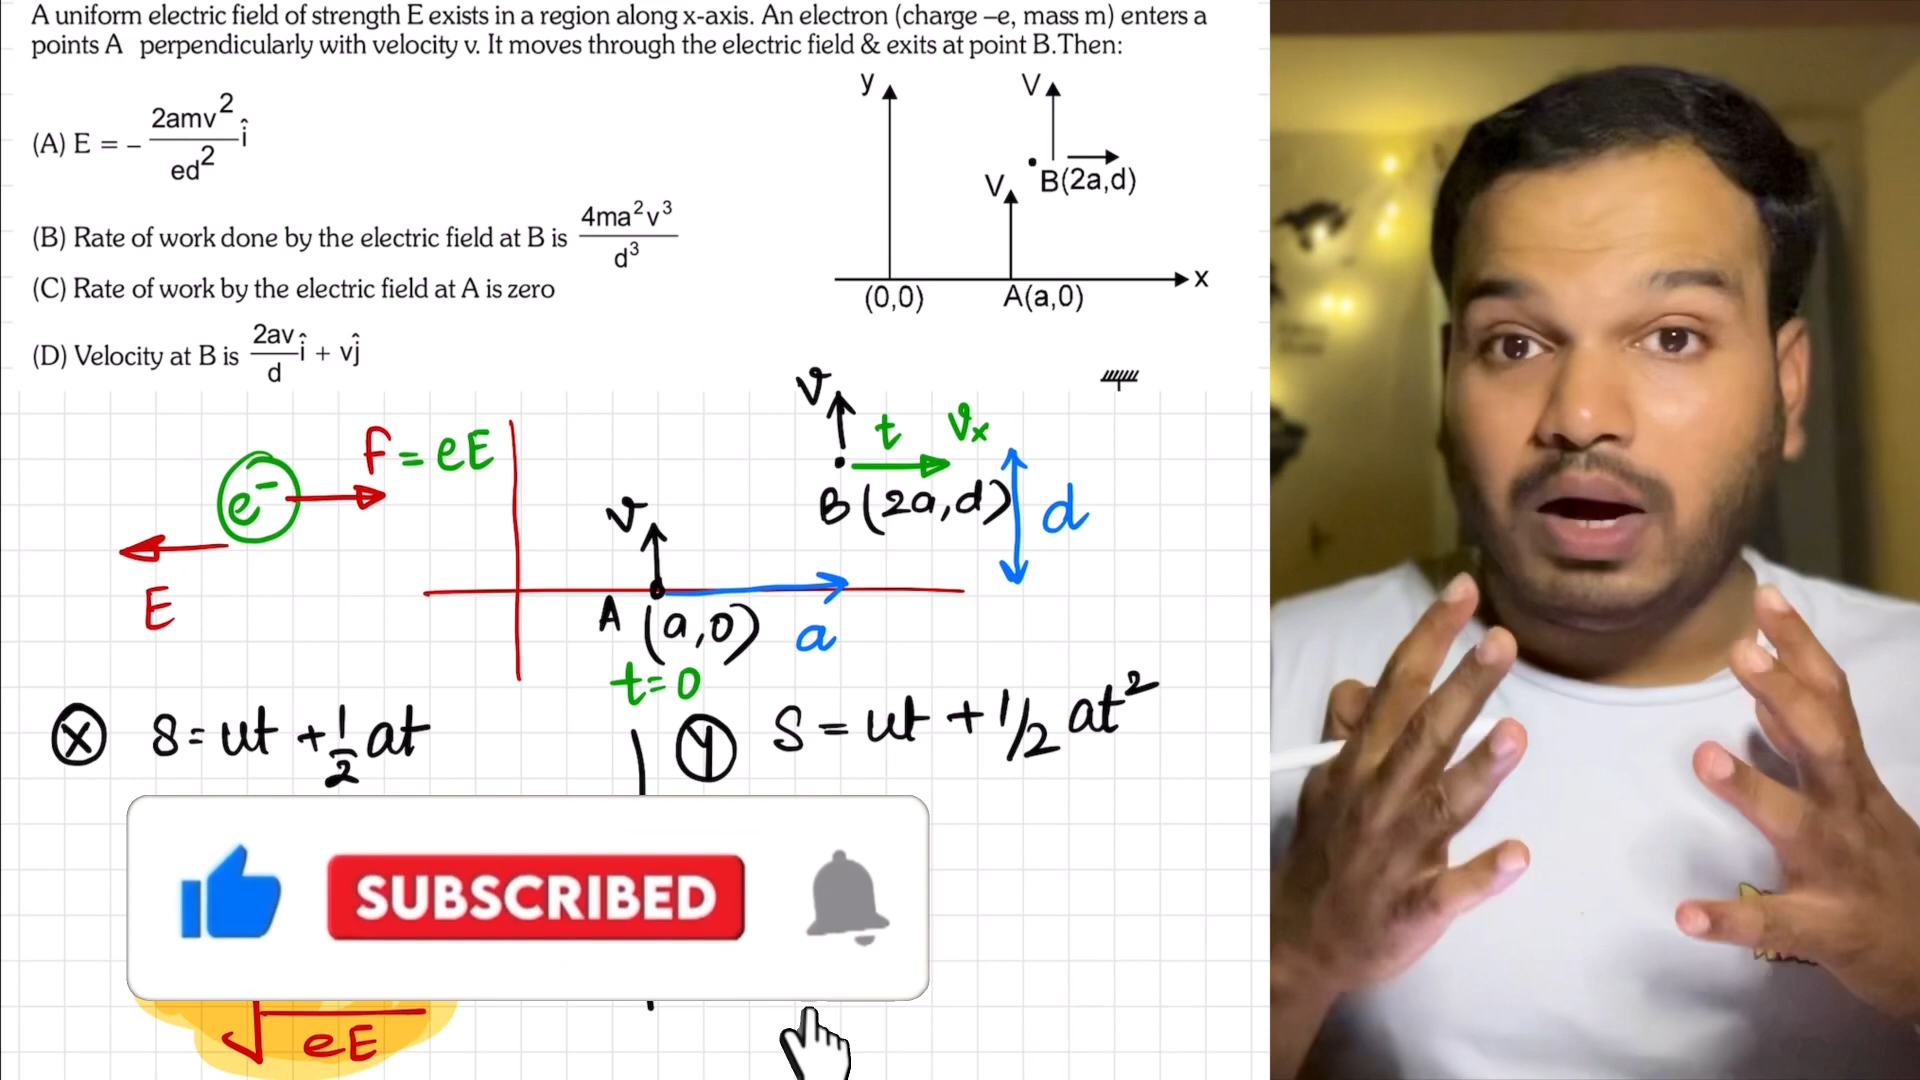 A uniform electric field of strength E exists in a region along x-axis. An electron (charge –e, mass m) enters a
points A perpendicularly with velocity v. It moves through the electric field & exits at point B.Then:
(A) E = – 2amv² / ed² î
(B) Rate of work done by the electric field at B is 4ma²v³ / d³
(C) Rate of work by the electric field at A is zero
(D) Velocity at B is 2av / d î + vĵ
y
V
V
B(2a,d)
x
(0,0)
A(a,0)
v
t
vx
F = eE
e⁻
E
v
B (2a,d)
d
A (a,0)
a
t=0
X S = ut + 1/2 at
Y S = ut + 1/2 at²
SUBSCRIBED
√ eE